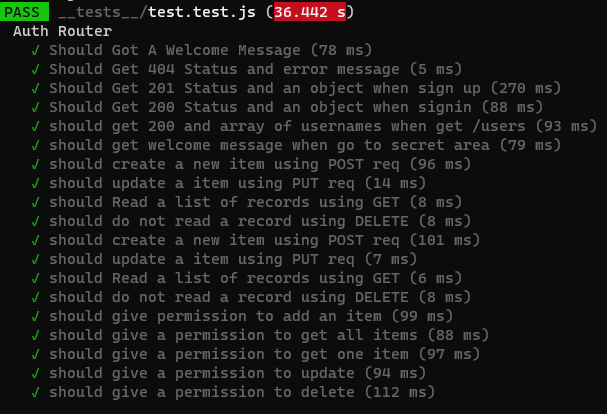 PASS __tests__/test.test.js (36.442 s)
Auth Router
✓ Should Got A Welcome Message (78 ms)
✓ Should Get 404 Status and error message (5 ms)
✓ Should Get 201 Status and an object when sign up (270 ms)
✓ Should Get 200 Status and an object when signin (88 ms)
✓ should get 200 and array of usernames when get /users (93 ms)
✓ should get welcome message when go to secret area (79 ms)
✓ should create a new item using POST req (96 ms)
✓ should update a item using PUT req (14 ms)
✓ should Read a list of records using GET (8 ms)
✓ should do not read a record using DELETE (8 ms)
✓ should create a new item using POST req (101 ms)
✓ should update a item using PUT req (7 ms)
✓ should Read a list of records using GET (6 ms)
✓ should do not read a record using DELETE (8 ms)
✓ should give permission to add an item (99 ms)
✓ should give a permission to get all items (88 ms)
✓ should give a permission to get one item (97 ms)
✓ should give a permission to update (94 ms)
✓ should give a permission to delete (112 ms)